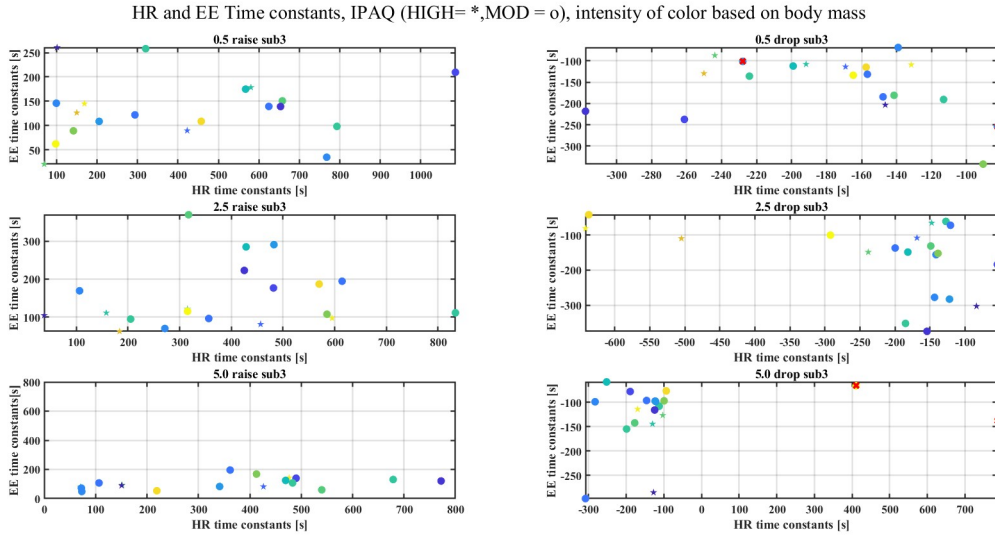 HR and EE Time constants, IPAQ (HIGH= *,MOD = o), intensity of color based on body mass
0.5 raise sub3
EE time constants [s]
250
200
150
100
50
100 200 300 400 500 600 700 800 900 1000
HR time constants [s]
0.5 drop sub3
EE time constants [s]
-100
-150
-200
-250
-300
-300 -280 -260 -240 -220 -200 -180 -160 -140 -120 -100
HR time constants [s]
2.5 raise sub3
EE time constants [s]
300
200
100
100 200 300 400 500 600 700 800
HR time constants [s]
2.5 drop sub3
EE time constants [s]
-100
-200
-300
-600 -550 -500 -450 -400 -350 -300 -250 -200 -150 -100
HR time constants [s]
5.0 raise sub3
EE time constants[s]
800
600
400
200
0
0 100 200 300 400 500 600 700 800
HR time constants [s]
5.0 drop sub3
EE time constants [s]
-100
-150
-200
-250
-300 -200 -100 0 100 200 300 400 500 600 700
HR time constants [s]